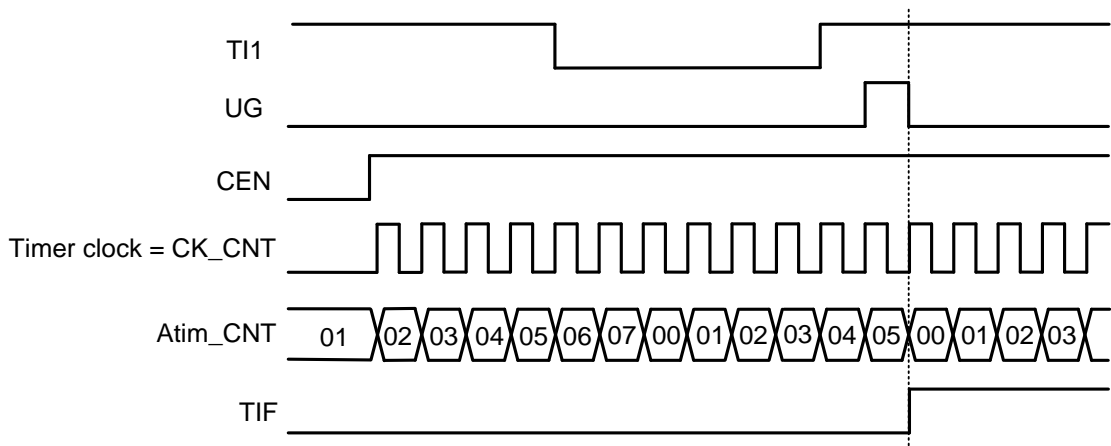 TI1
UG
CEN
Timer clock = CK_CNT
Atim_CNT 01 02 03 04 05 06 07 00 01 02 03 04 05 00 01 02 03
TIF